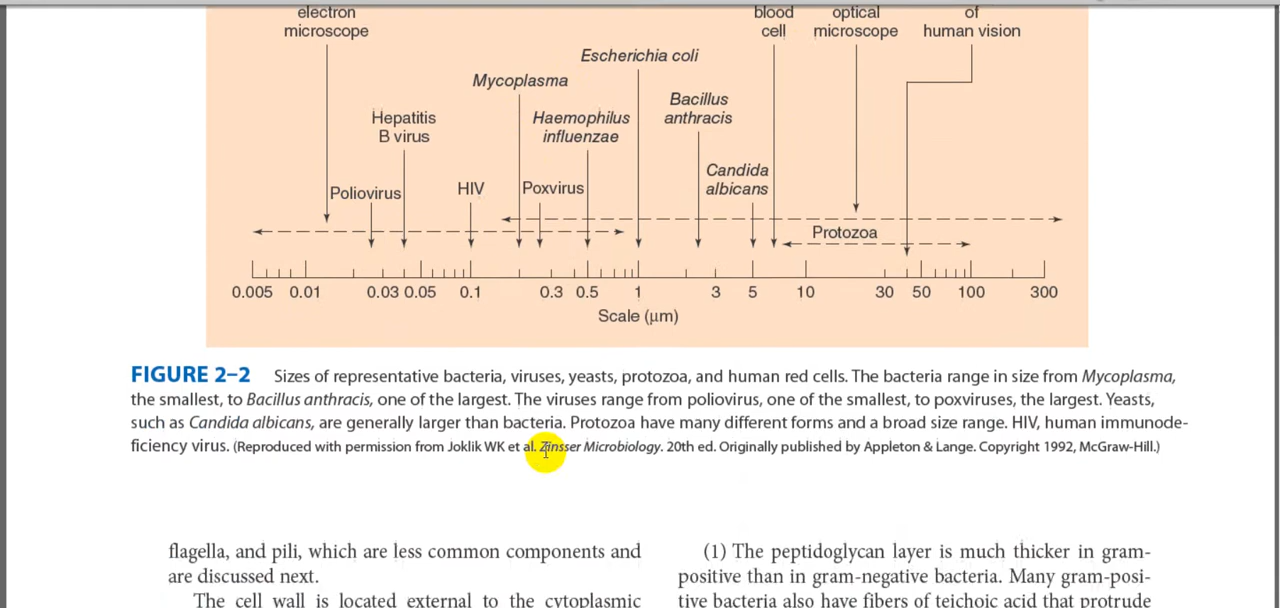 electron
microscope
blood
cell
optical
microscope
of
human vision
Escherichia coli
Mycoplasma
Bacillus
anthracis
Hepatitis
B virus
Haemophilus
influenzae
Candida
albicans
Poliovirus
HIV
Poxvirus
Protozoa
0.005 0.01 0.03 0.05 0.1 0.3 0.5 1 3 5 10 30 50 100 300
Scale (μm)
FIGURE 2–2 Sizes of representative bacteria, viruses, yeasts, protozoa, and human red cells. The bacteria range in size from Mycoplasma,
the smallest, to Bacillus anthracis, one of the largest. The viruses range from poliovirus, one of the smallest, to poxviruses, the largest. Yeasts,
such as Candida albicans, are generally larger than bacteria. Protozoa have many different forms and a broad size range. HIV, human immunode-
ficiency virus. (Reproduced with permission from Joklik WK et al. Zinsser Microbiology. 20th ed. Originally published by Appleton & Lange. Copyright 1992, McGraw-Hill.)
flagella, and pili, which are less common components and
are discussed next.
The cell wall is located external to the cytoplasmic
(1) The peptidoglycan layer is much thicker in gram-
positive than in gram-negative bacteria. Many gram-posi-
tive bacteria also have fibers of teichoic acid that protrude